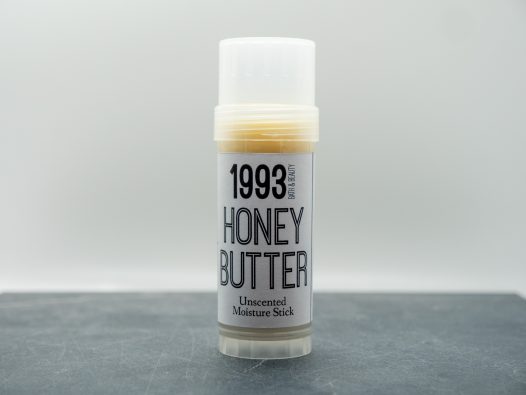 1993
BATH & BEAUTY
HONEY
BUTTER
Unscented
Moisture Stick